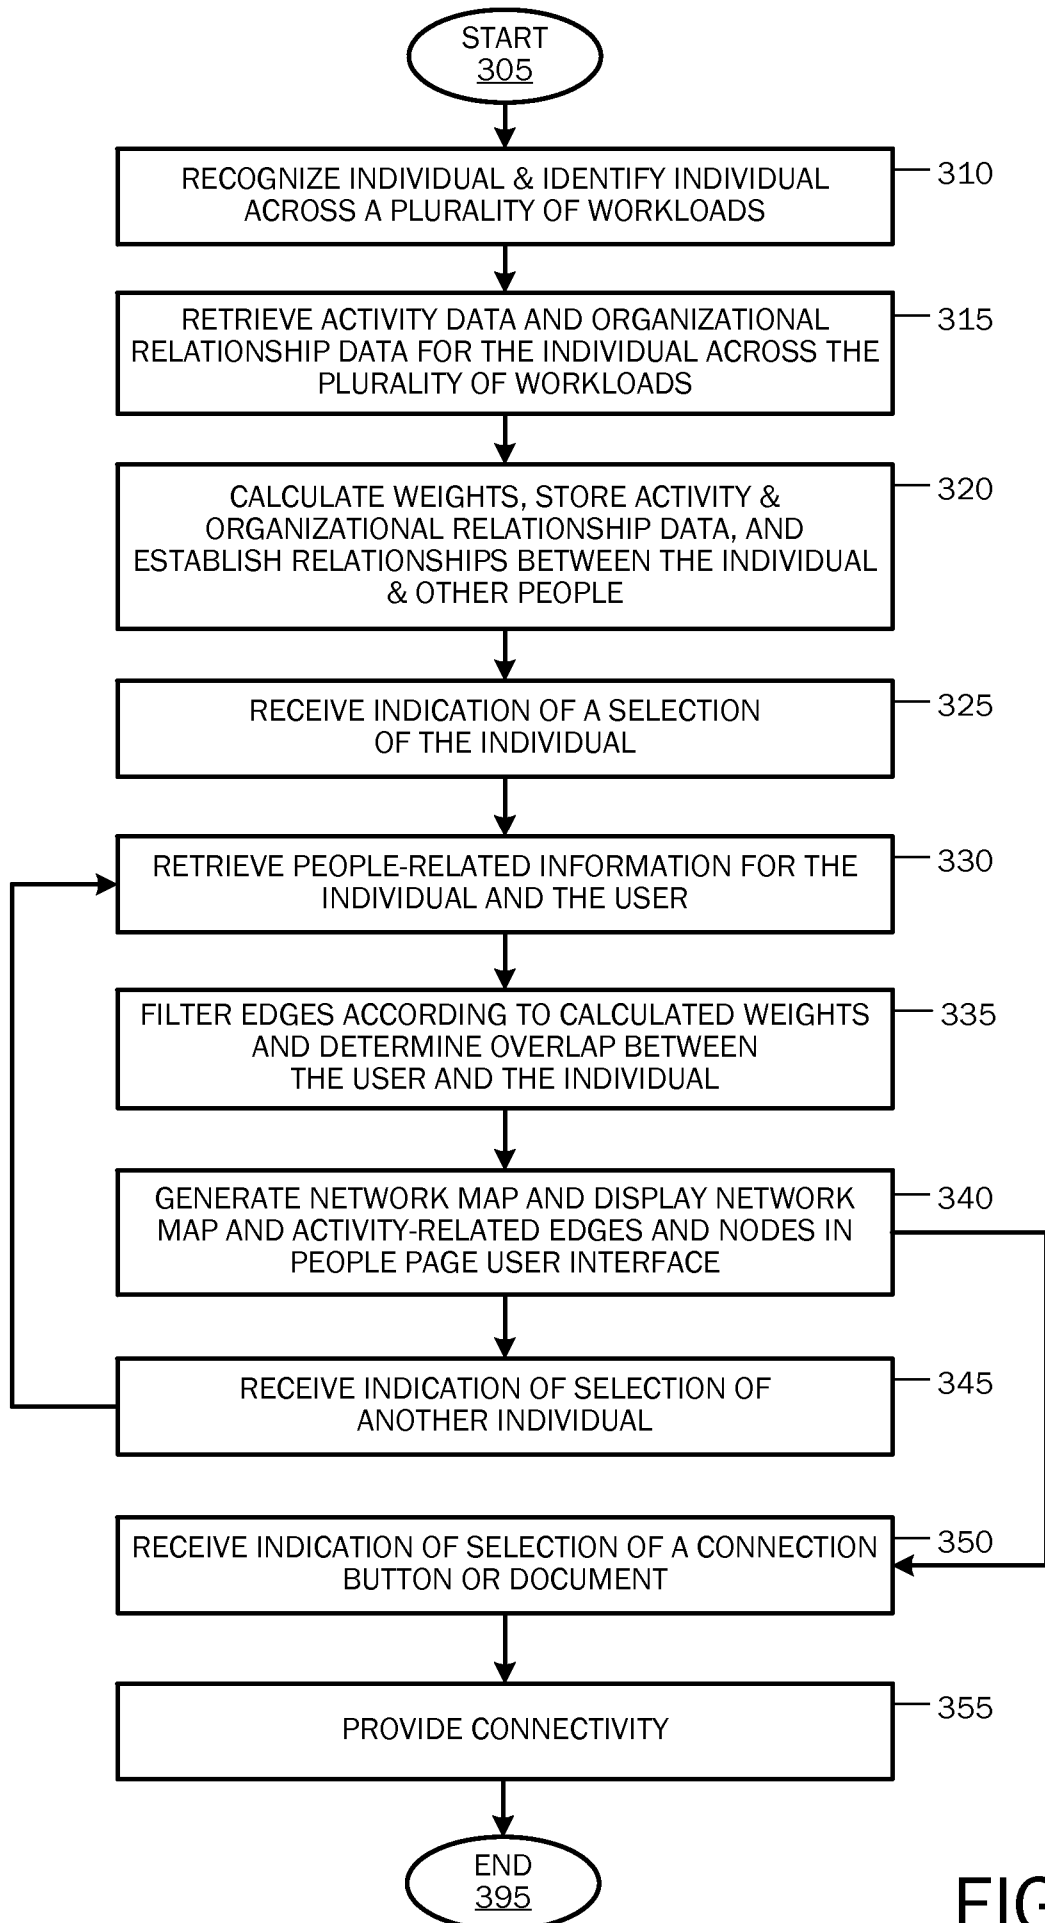 START
305
RECOGNIZE INDIVIDUAL & IDENTIFY INDIVIDUAL
ACROSS A PLURALITY OF WORKLOADS
310
RETRIEVE ACTIVITY DATA AND ORGANIZATIONAL
RELATIONSHIP DATA FOR THE INDIVIDUAL ACROSS THE
PLURALITY OF WORKLOADS
315
CALCULATE WEIGHTS, STORE ACTIVITY &
ORGANIZATIONAL RELATIONSHIP DATA, AND
ESTABLISH RELATIONSHIPS BETWEEN THE INDIVIDUAL
& OTHER PEOPLE
320
RECEIVE INDICATION OF A SELECTION
OF THE INDIVIDUAL
325
RETRIEVE PEOPLE-RELATED INFORMATION FOR THE
INDIVIDUAL AND THE USER
330
FILTER EDGES ACCORDING TO CALCULATED WEIGHTS
AND DETERMINE OVERLAP BETWEEN
THE USER AND THE INDIVIDUAL
335
GENERATE NETWORK MAP AND DISPLAY NETWORK
MAP AND ACTIVITY-RELATED EDGES AND NODES IN
PEOPLE PAGE USER INTERFACE
340
RECEIVE INDICATION OF SELECTION OF
ANOTHER INDIVIDUAL
345
RECEIVE INDICATION OF SELECTION OF A CONNECTION
BUTTON OR DOCUMENT
350
PROVIDE CONNECTIVITY
355
END
395